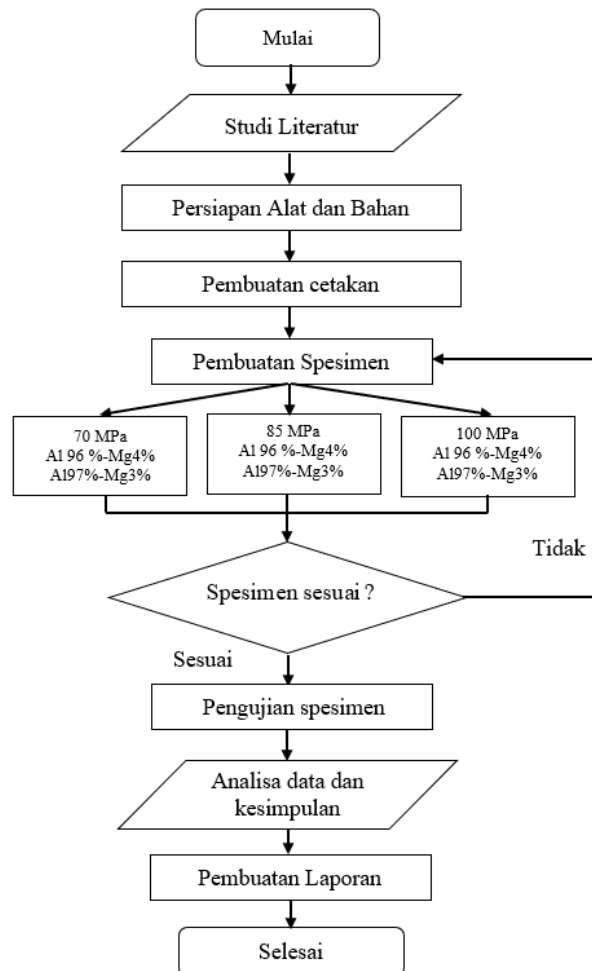 Mulai
Studi Literatur
Persiapan Alat dan Bahan
Pembuatan cetakan
Pembuatan Spesimen
70 MPa
Al 96 %-Mg4%
Al97%-Mg3%
85 MPa
Al 96 %-Mg4%
Al97%-Mg3%
100 MPa
Al 96 %-Mg4%
Al97%-Mg3%
Tidak
Spesimen sesuai ?
Sesuai
Pengujian spesimen
Analisa data dan
kesimpulan
Pembuatan Laporan
Selesai